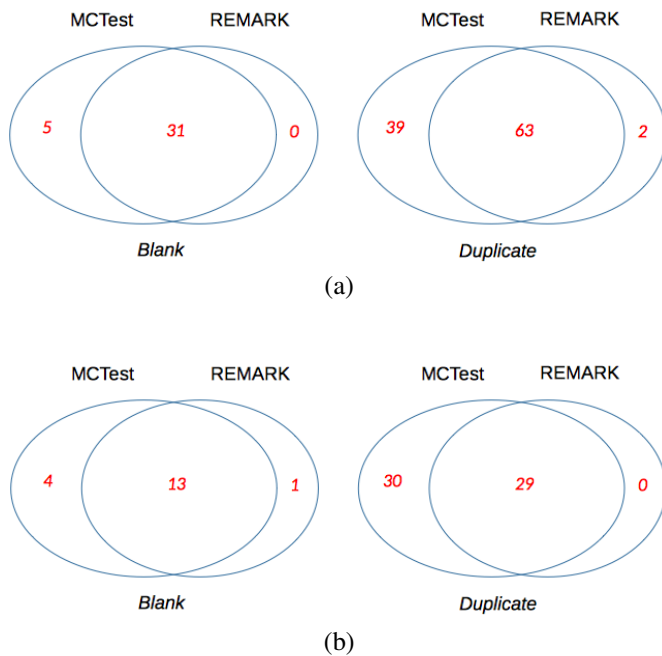 MCTest REMARK MCTest REMARK
5 31 0 39 63 2
Blank Duplicate
(a)
MCTest REMARK MCTest REMARK
4 13 1 30 29 0
Blank Duplicate
(b)